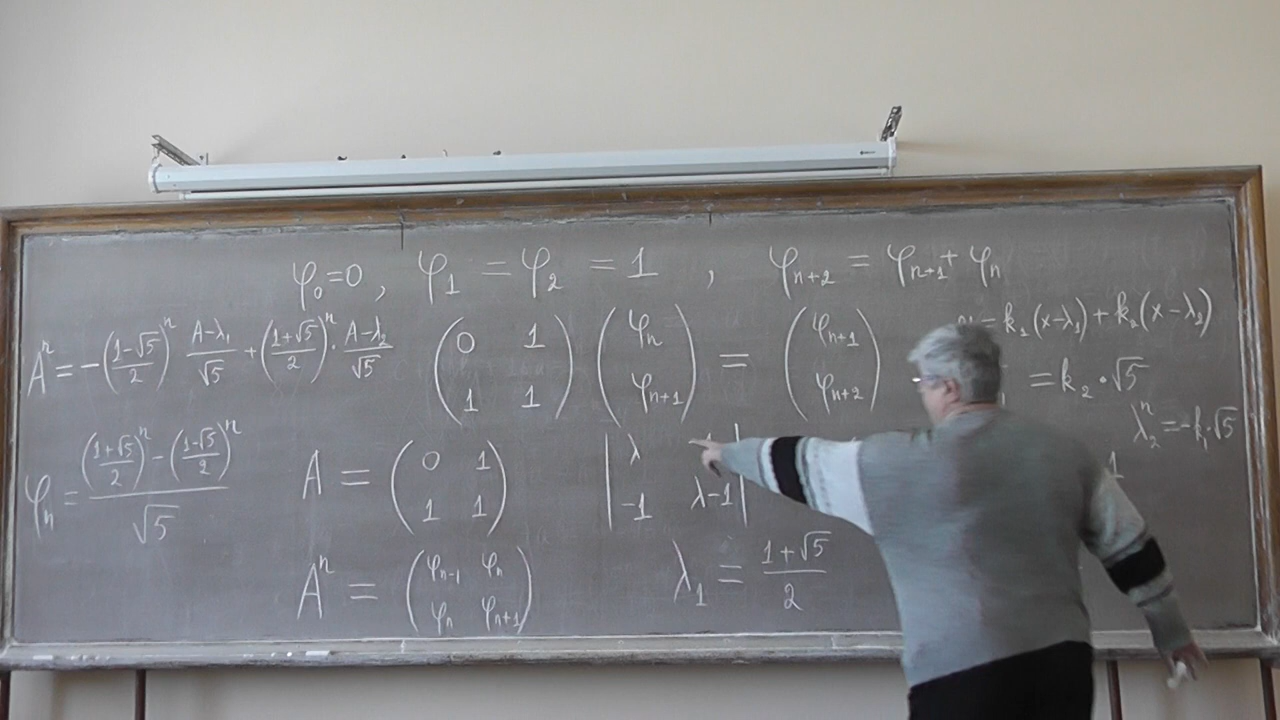 φ₀=0, φ₁ = φ₂ = 1 , φₙ₊₂ = φₙ₊₁ + φₙ
Aⁿ = -((1-√5)/2)ⁿ (A-λ₁)/√5 + ((1+√5)/2)ⁿ · (A-λ₂)/√5
(0 1; 1 1) (φₙ; φₙ₊₁) = (φₙ₊₁; φₙ₊₂)
= k₁(x-λ₁) + k₂(x-λ₂)
= k₂ · √5
λ₂ⁿ = -k₁·√5
φₙ = (((1+√5)/2)ⁿ - ((1-√5)/2)ⁿ)/√5
A = (0 1; 1 1)
|λ -1; -1 λ-1|
1
Aⁿ = (φₙ₋₁ φₙ; φₙ φₙ₊₁)
λ₁ = (1+√5)/2